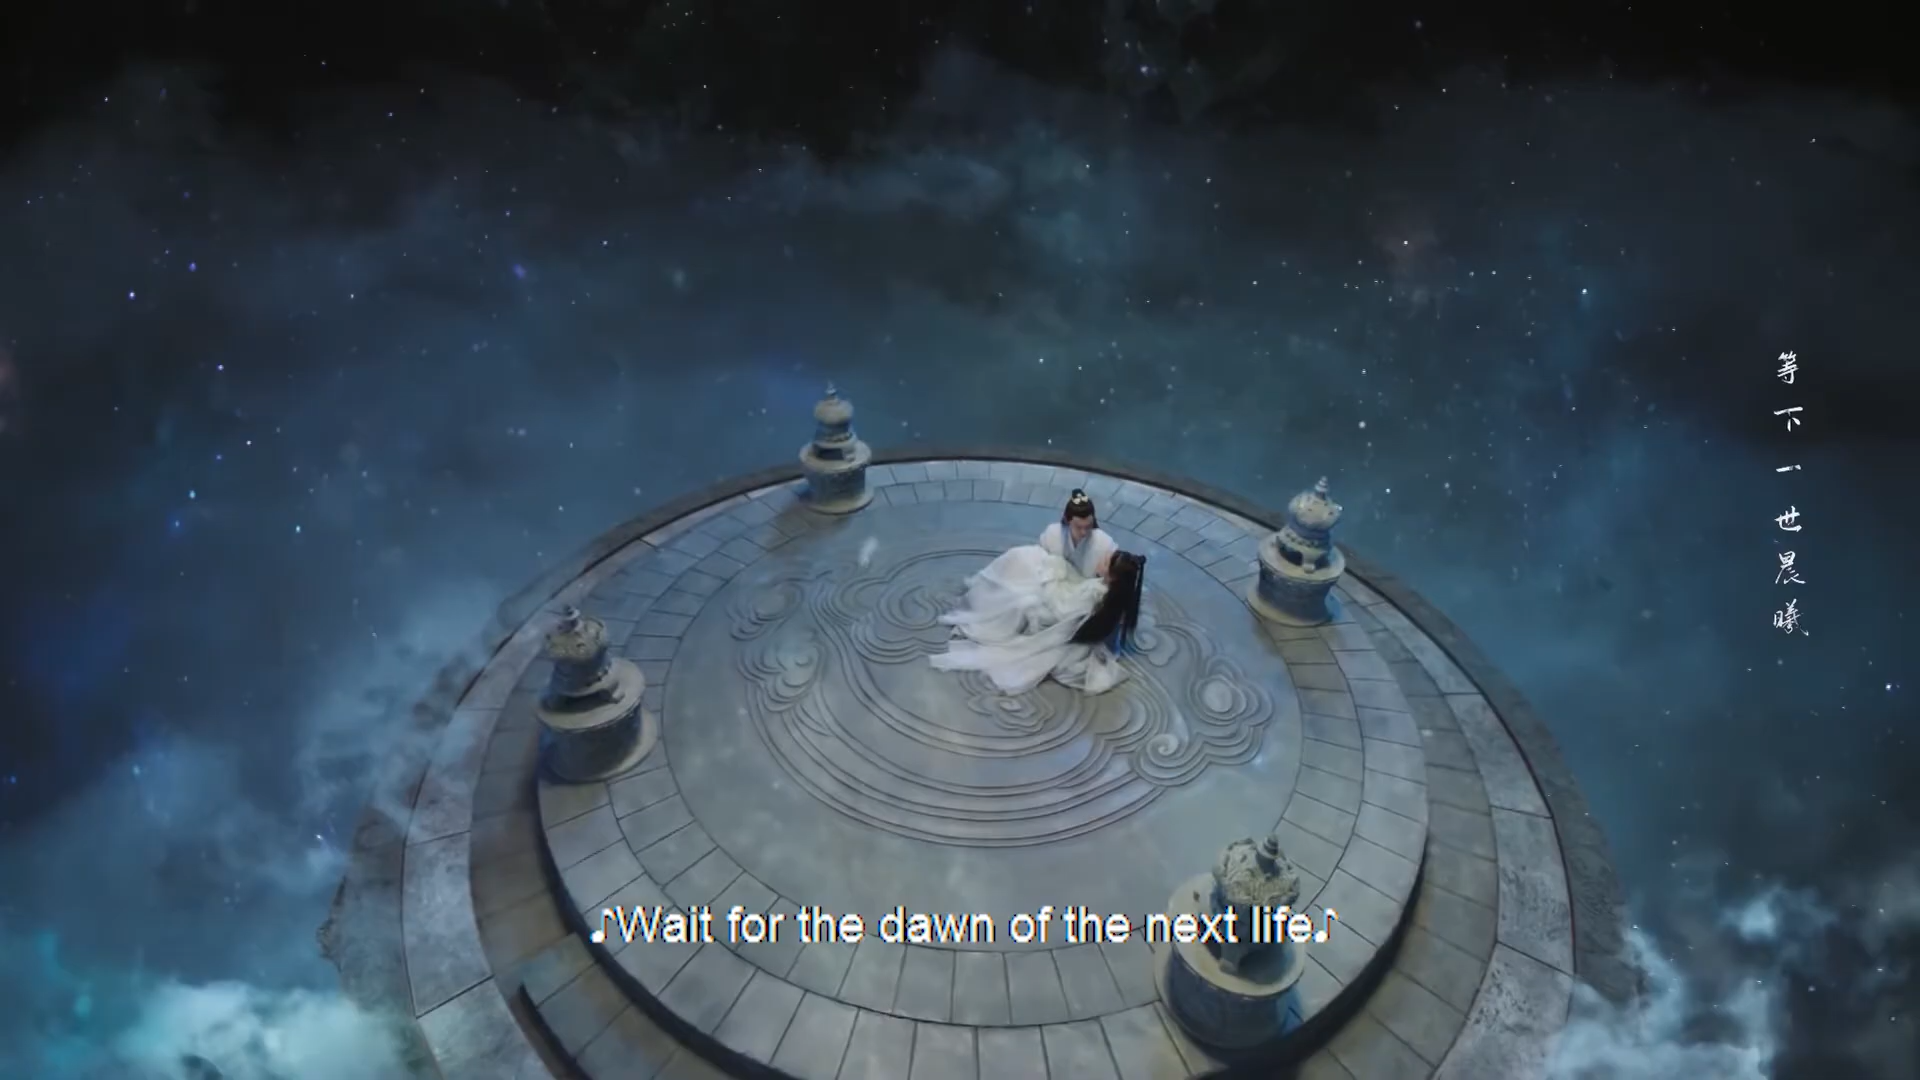 等下一世晨曦
♪Wait for the dawn of the next life♪